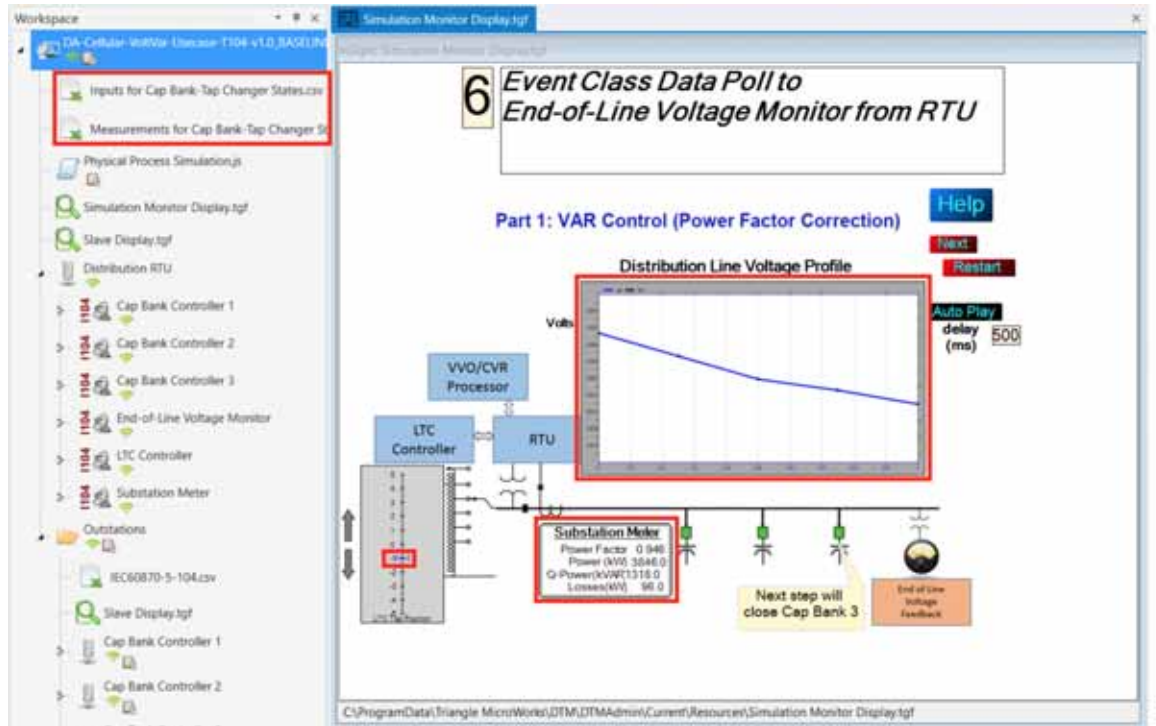 Workspace
DA-Cellular-VoltVar-Usecase-T104-v1.0_BASELINE
Inputs for Cap Bank-Tap Changer States.csv
Measurements for Cap Bank-Tap Changer St
Physical Process Simulation.js
Simulation Monitor Display.tgf
Slave Display.tgf
Distribution RTU
I104 Cap Bank Controller 1
I104 Cap Bank Controller 2
I104 Cap Bank Controller 3
I104 End-of-Line Voltage Monitor
I104 LTC Controller
I104 Substation Meter
Outstations
IEC60870-5-104.csv
Slave Display.tgf
Cap Bank Controller 1
Cap Bank Controller 2
Simulation Monitor Display.tgf
6
Event Class Data Poll to
End-of-Line Voltage Monitor from RTU
Help
Part 1: VAR Control (Power Factor Correction)
Next
Restart
Distribution Line Voltage Profile
Auto Play
Volts
delay
(ms)
500
VVO/CVR
Processor
LTC
Controller
RTU
Substation Meter
Power Factor 0.946
Power (kW) 3846.0
Q-Power(kVAR)1316.0
Losses(kW) 96.0
Next step will
close Cap Bank 3
End of Line
Voltage
Feedback
C:\ProgramData\Triangle MicroWorks\DTM\DTMAdmin\Current\Resources\Simulation Monitor Display.tgf